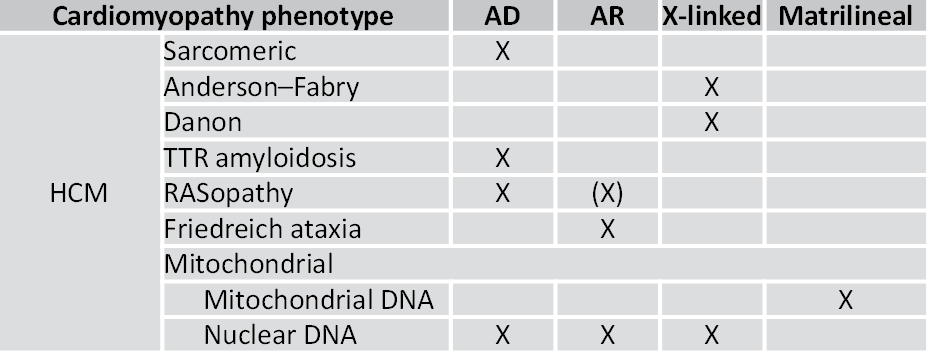 Cardiomyopathy phenotype AD AR X-linked Matrilineal
Sarcomeric X
Anderson–Fabry X
Danon X
TTR amyloidosis X
HCM RASopathy X (X)
Friedreich ataxia X
Mitochondrial
Mitochondrial DNA X
Nuclear DNA X X X